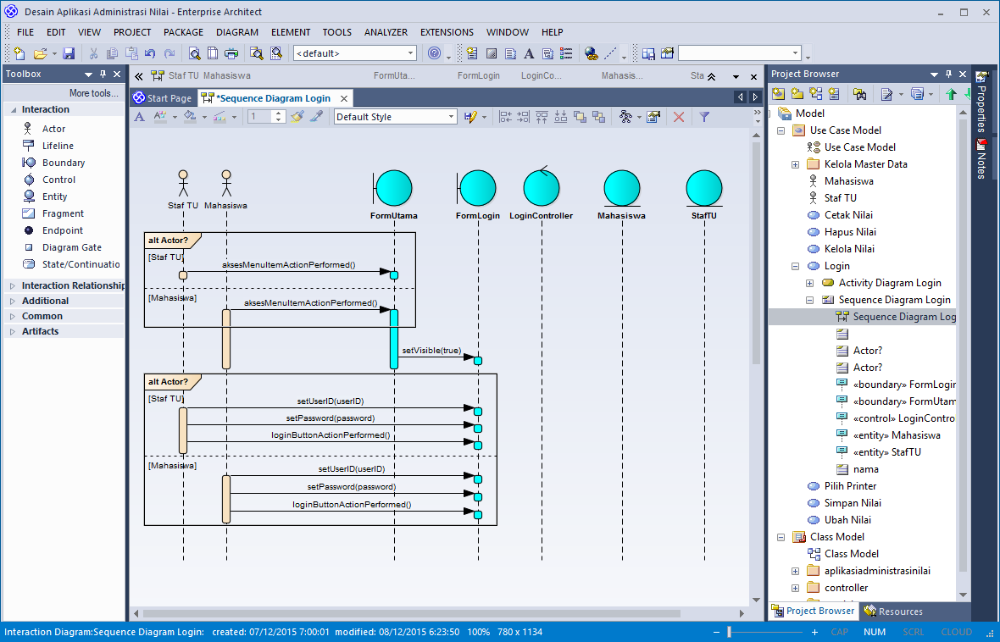 Desain Aplikasi Administrasi Nilai - Enterprise Architect
FILE EDIT VIEW PROJECT PACKAGE DIAGRAM ELEMENT TOOLS ANALYZER EXTENSIONS WINDOW HELP
<default>
Toolbox
More tools...
Interaction
Actor
Lifeline
Boundary
Control
Entity
Fragment
Endpoint
Diagram Gate
State/Continuatio
Interaction Relationship
Additional
Common
Artifacts
Staf TU Mahasiswa FormUta... FormLogin LoginCo... Mahasis... Sta
Start Page *Sequence Diagram Login
1 Default Style
Staf TU Mahasiswa FormUtama FormLogin LoginController Mahasiswa StafTU
alt Actor?
[Staf TU]
aksesMenuItemActionPerformed()
[Mahasiswa]
aksesMenuItemActionPerformed()
setVisible(true)
alt Actor?
[Staf TU]
setUserID(userID)
setPassword(password)
loginButtonActionPerformed()
[Mahasiswa]
setUserID(userID)
setPassword(password)
loginButtonActionPerformed()
Project Browser
Model
Use Case Model
Use Case Model
Kelola Master Data
Mahasiswa
Staf TU
Cetak Nilai
Hapus Nilai
Kelola Nilai
Login
Activity Diagram Login
Sequence Diagram Login
Sequence Diagram Log
Actor?
Actor?
«boundary» FormLogin
«boundary» FormUtam
«control» LoginContro
«entity» Mahasiswa
«entity» StafTU
nama
Pilih Printer
Simpan Nilai
Ubah Nilai
Class Model
Class Model
aplikasiadministrasinilai
controller
Project Browser Resources
Properties
Notes
Interaction Diagram:Sequence Diagram Login: created: 07/12/2015 7:00:01 modified: 08/12/2015 6:23:50 100% 780 x 1134
CAP NUM SCRL CLOUD